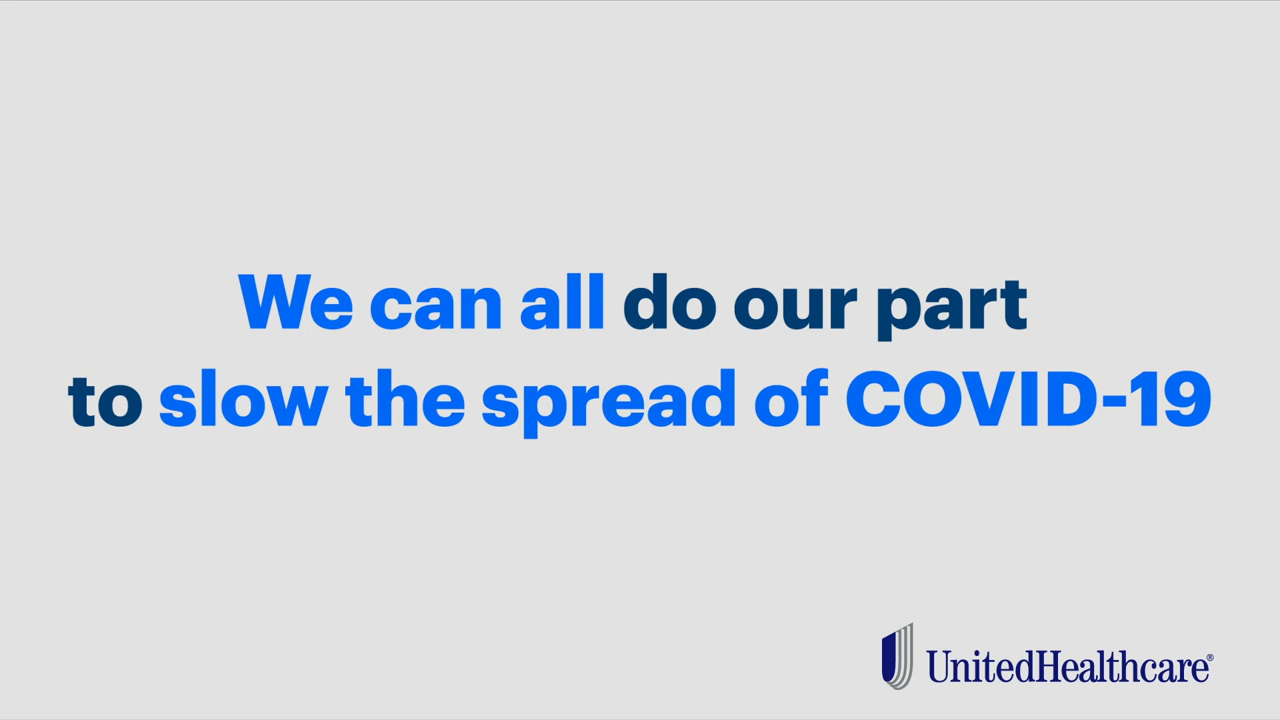 We can all do our part
to slow the spread of COVID-19
UnitedHealthcare®